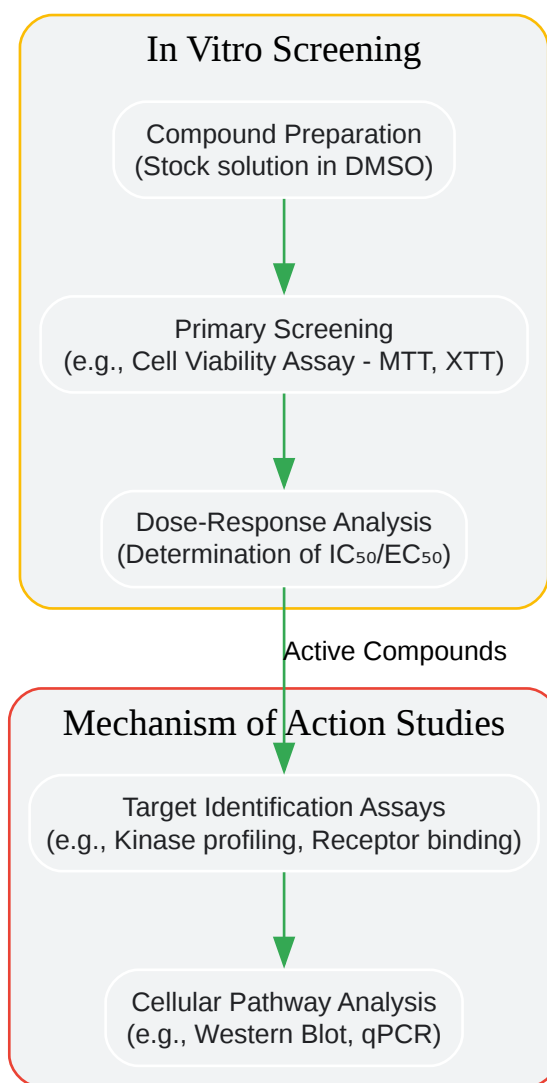 In Vitro Screening
Compound Preparation
(Stock solution in DMSO)
Primary Screening
(e.g., Cell Viability Assay - MTT, XTT)
Dose-Response Analysis
(Determination of IC₅₀/EC₅₀)
Active Compounds
Mechanism of Action Studies
Target Identification Assays
(e.g., Kinase profiling, Receptor binding)
Cellular Pathway Analysis
(e.g., Western Blot, qPCR)